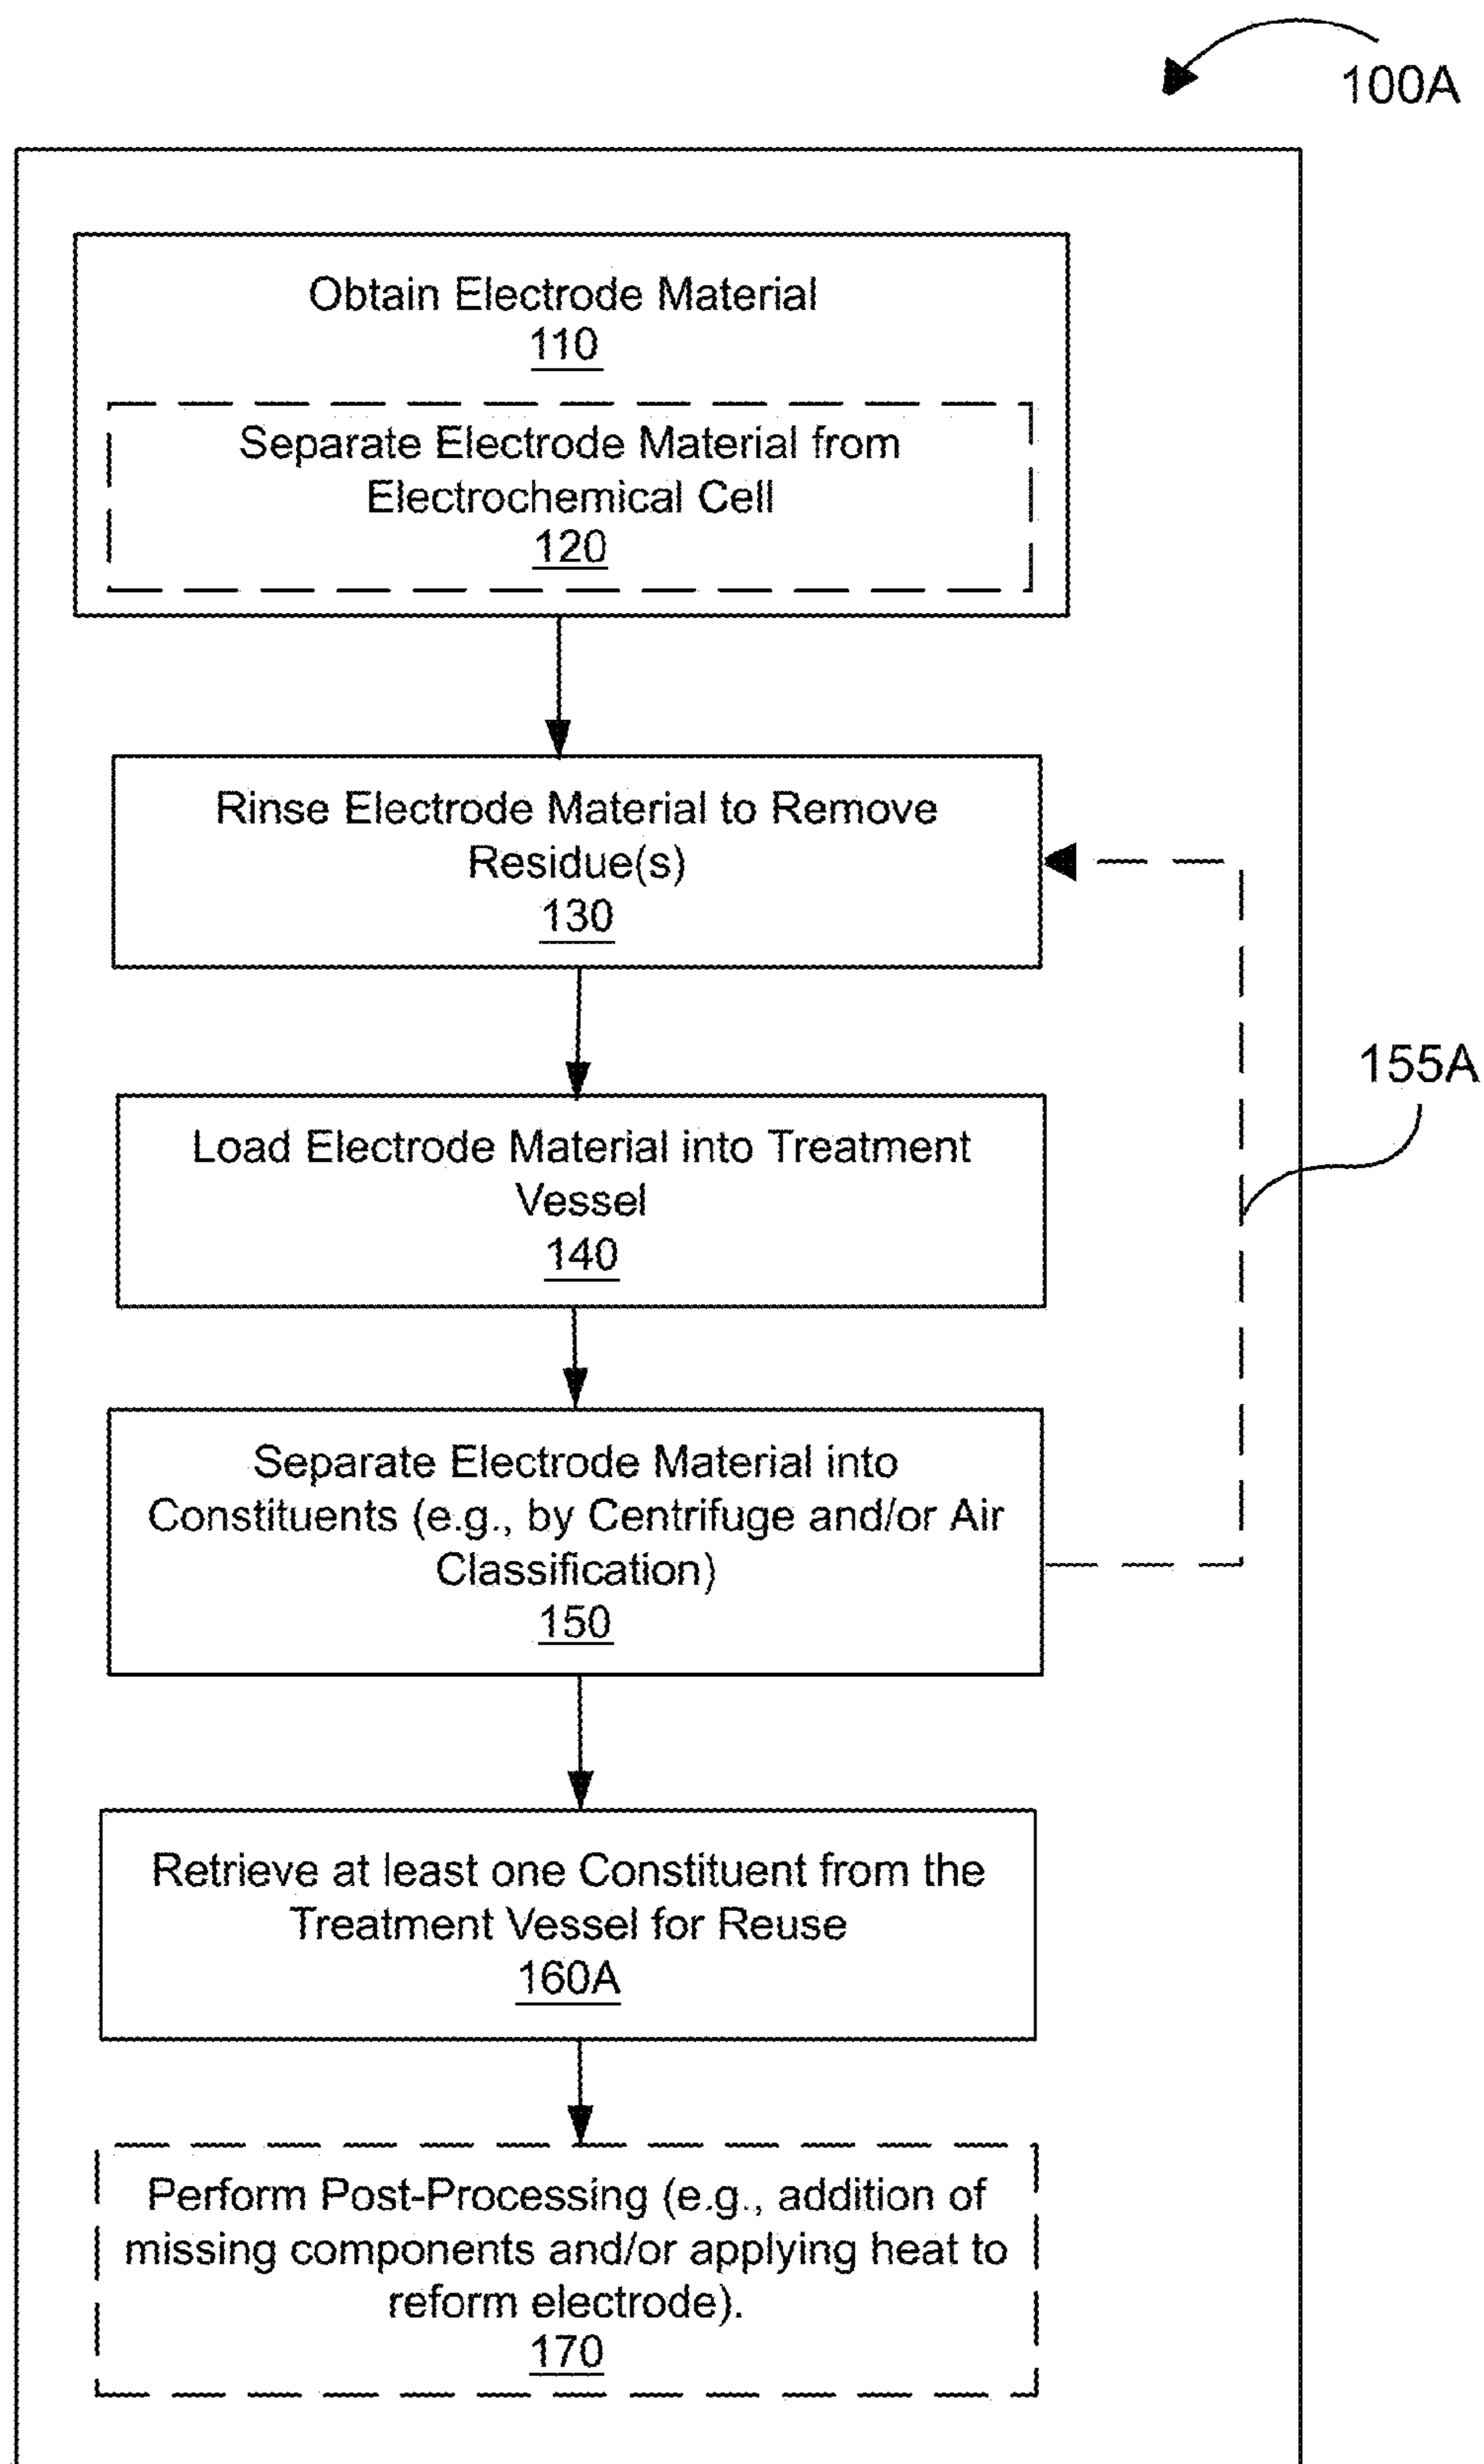 100A
Obtain Electrode Material
110
Separate Electrode Material from
Electrochemical Cell
120
Rinse Electrode Material to Remove
Residue(s)
130
155A
Load Electrode Material into Treatment
Vessel
140
Separate Electrode Material into
Constituents (e.g., by Centrifuge and/or Air
Classification)
150
Retrieve at least one Constituent from the
Treatment Vessel for Reuse
160A
Perform Post-Processing (e.g., addition of
missing components and/or applying heat to
reform electrode).
170